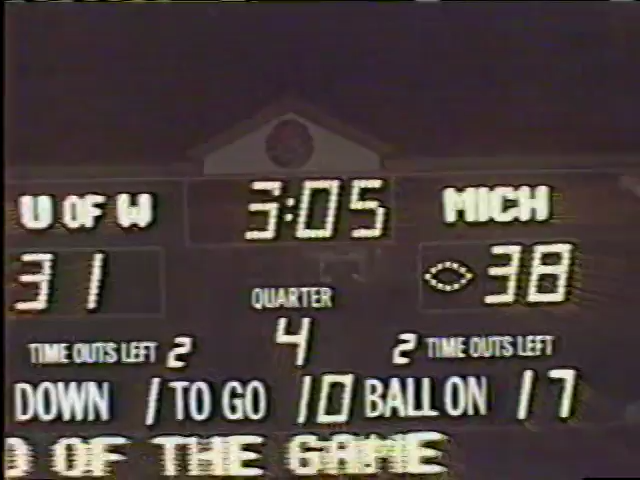 U OF W 3:05 MICH
31 38
QUARTER
TIME OUTS LEFT 2 4 2 TIME OUTS LEFT
DOWN 1 TO GO 10 BALL ON 17
OF THE GAME